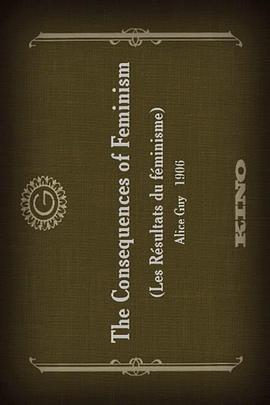 The Consequences of Feminism
(Les Résultats du féminisme)
Alice Guy 1906
G
KINO